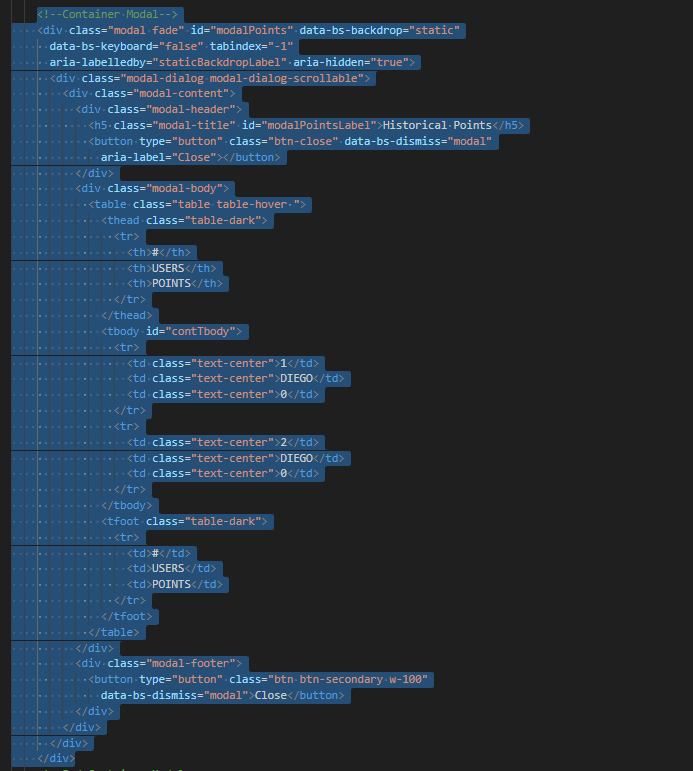 <!--Container Modal-->
<div class="modal fade" id="modalPoints" data-bs-backdrop="static"
data-bs-keyboard="false" tabindex="-1"
aria-labelledby="staticBackdropLabel" aria-hidden="true">
<div class="modal-dialog modal-dialog-scrollable">
<div class="modal-content">
<div class="modal-header">
<h5 class="modal-title" id="modalPointsLabel">Historical Points</h5>
<button type="button" class="btn-close" data-bs-dismiss="modal"
aria-label="Close"></button>
</div>
<div class="modal-body">
<table class="table table-hover ">
<thead class="table-dark">
<tr>
<th>#</th>
<th>USERS</th>
<th>POINTS</th>
</tr>
</thead>
<tbody id="contTbody">
<tr>
<td class="text-center">1</td>
<td class="text-center">DIEGO</td>
<td class="text-center">0</td>
</tr>
<tr>
<td class="text-center">2</td>
<td class="text-center">DIEGO</td>
<td class="text-center">0</td>
</tr>
</tbody>
<tfoot class="table-dark">
<tr>
<td>#</td>
<td>USERS</td>
<td>POINTS</td>
</tr>
</tfoot>
</table>
</div>
<div class="modal-footer">
<button type="button" class="btn btn-secondary w-100"
data-bs-dismiss="modal">Close</button>
</div>
</div>
</div>
</div>